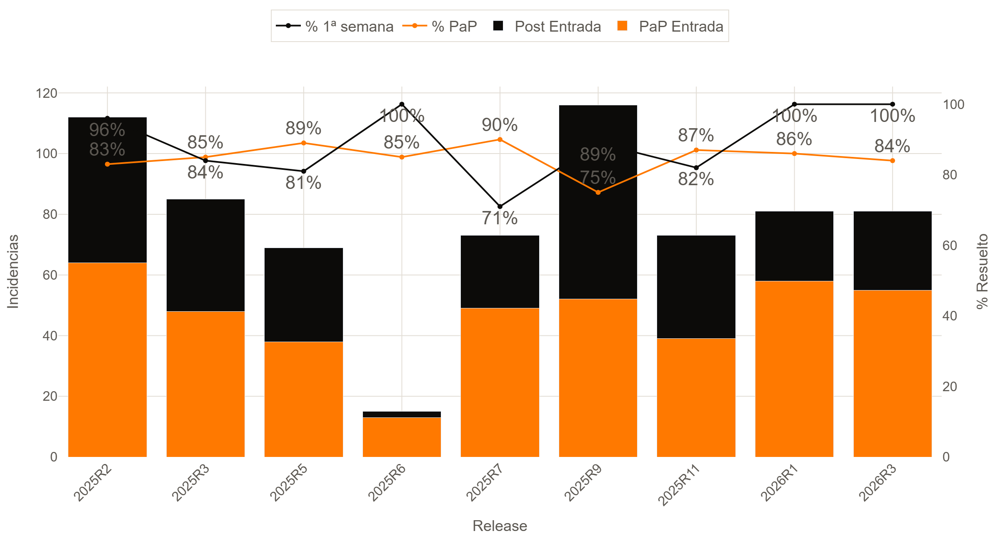 % 1ª semana % PaP Post Entrada PaP Entrada
120
100
80
60
40
20
0
Incidencias
100
80
60
40
20
0
% Resuelto
96%
83%
85%
84%
89%
81%
100%
85%
90%
71%
89%
75%
87%
82%
100%
86%
100%
84%
2025R2
2025R3
2025R5
2025R6
2025R7
2025R9
2025R11
2026R1
2026R3
Release